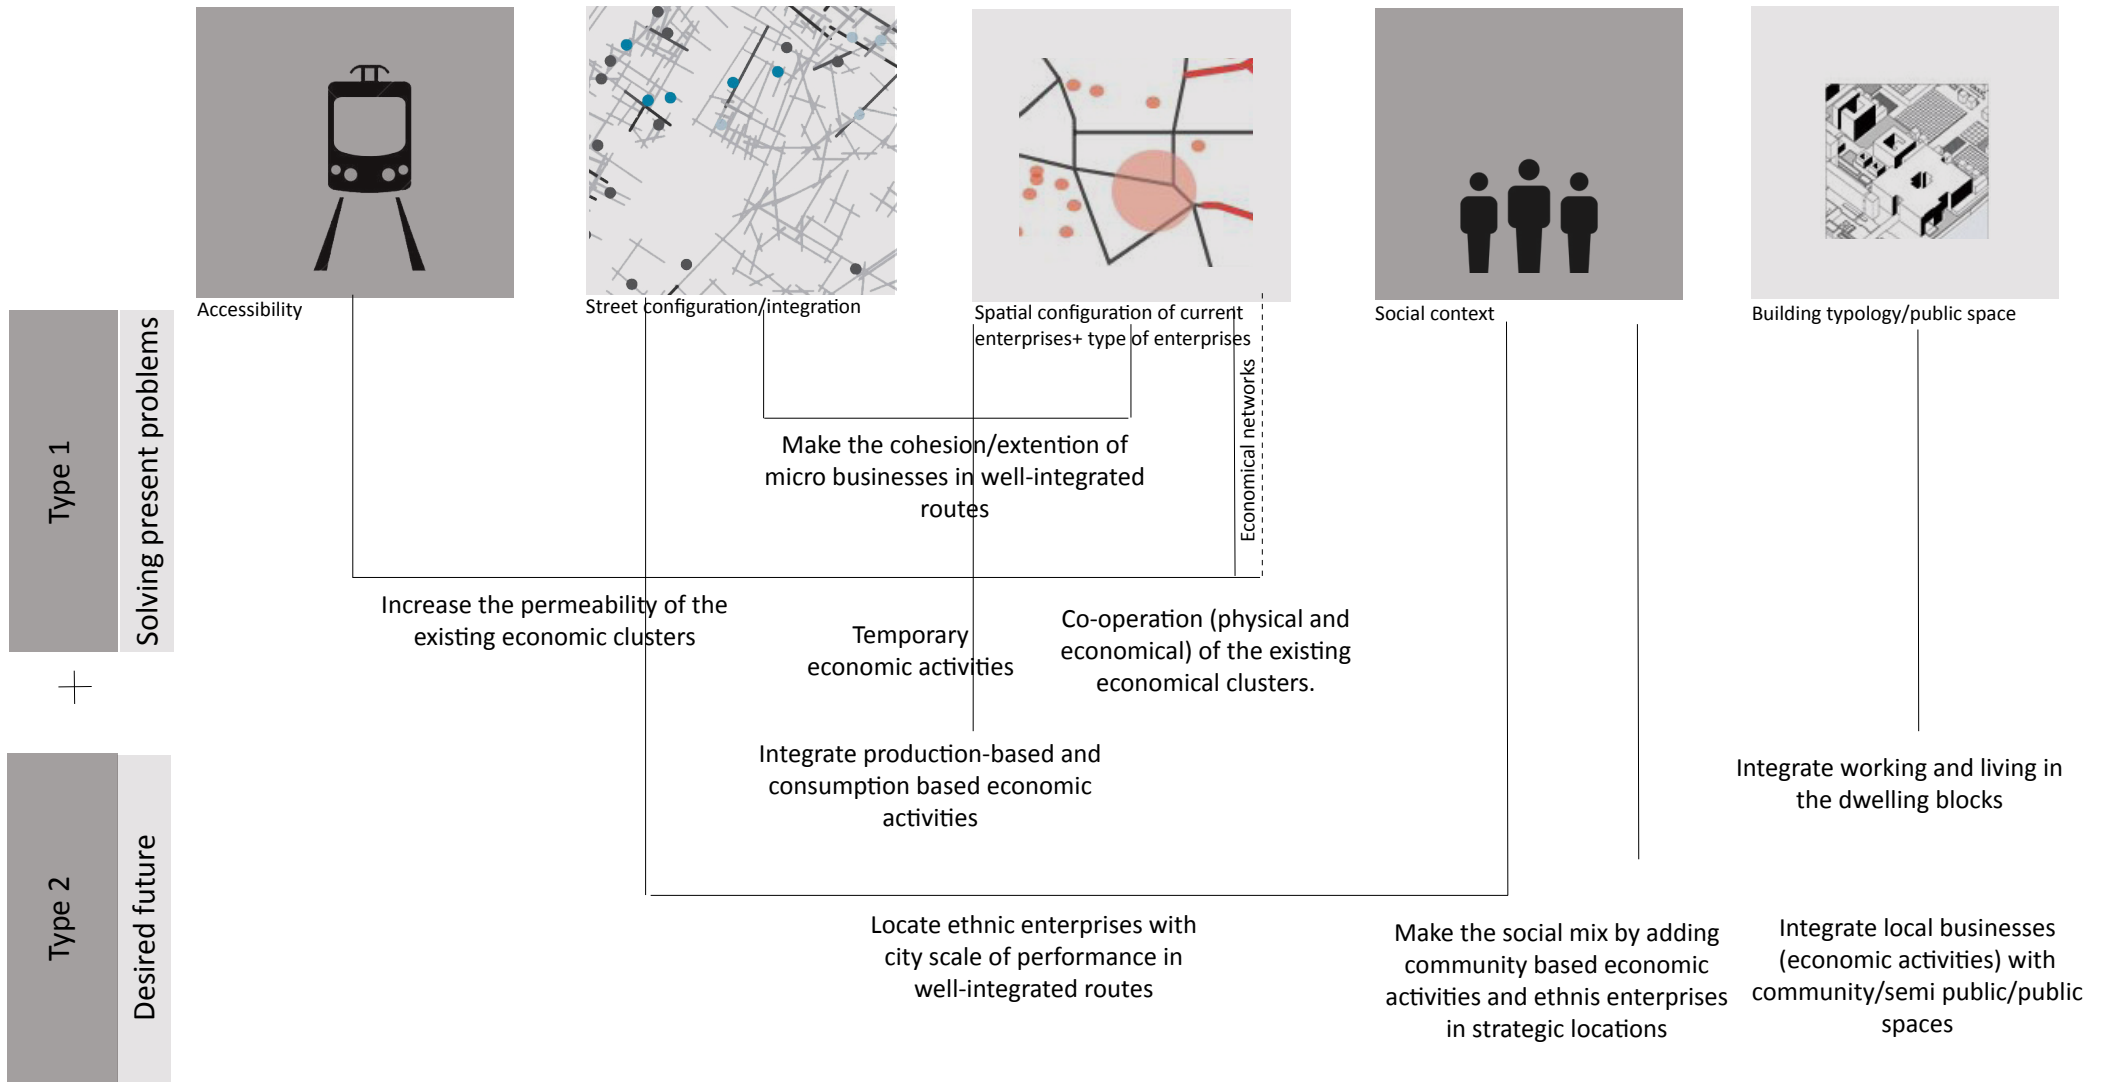 Accessibility
Street configuration/integration
Spatial configuration of current
enterprises+ type of enterprises
Social context
Building typology/public space
Type 1
Solving present problems
Economical networks
Make the cohesion/extention of
micro businesses in well-integrated
routes
Increase the permeability of the
existing economic clusters
Temporary
economic activities
Co-operation (physical and
economical) of the existing
economical clusters.
Integrate production-based and
consumption based economic
activities
Integrate working and living in
the dwelling blocks
Type 2
Desired future
Locate ethnic enterprises with
city scale of performance in
well-integrated routes
Make the social mix by adding
community based economic
activities and ethnis enterprises
in strategic locations
Integrate local businesses
(economic activities) with
community/semi public/public
spaces